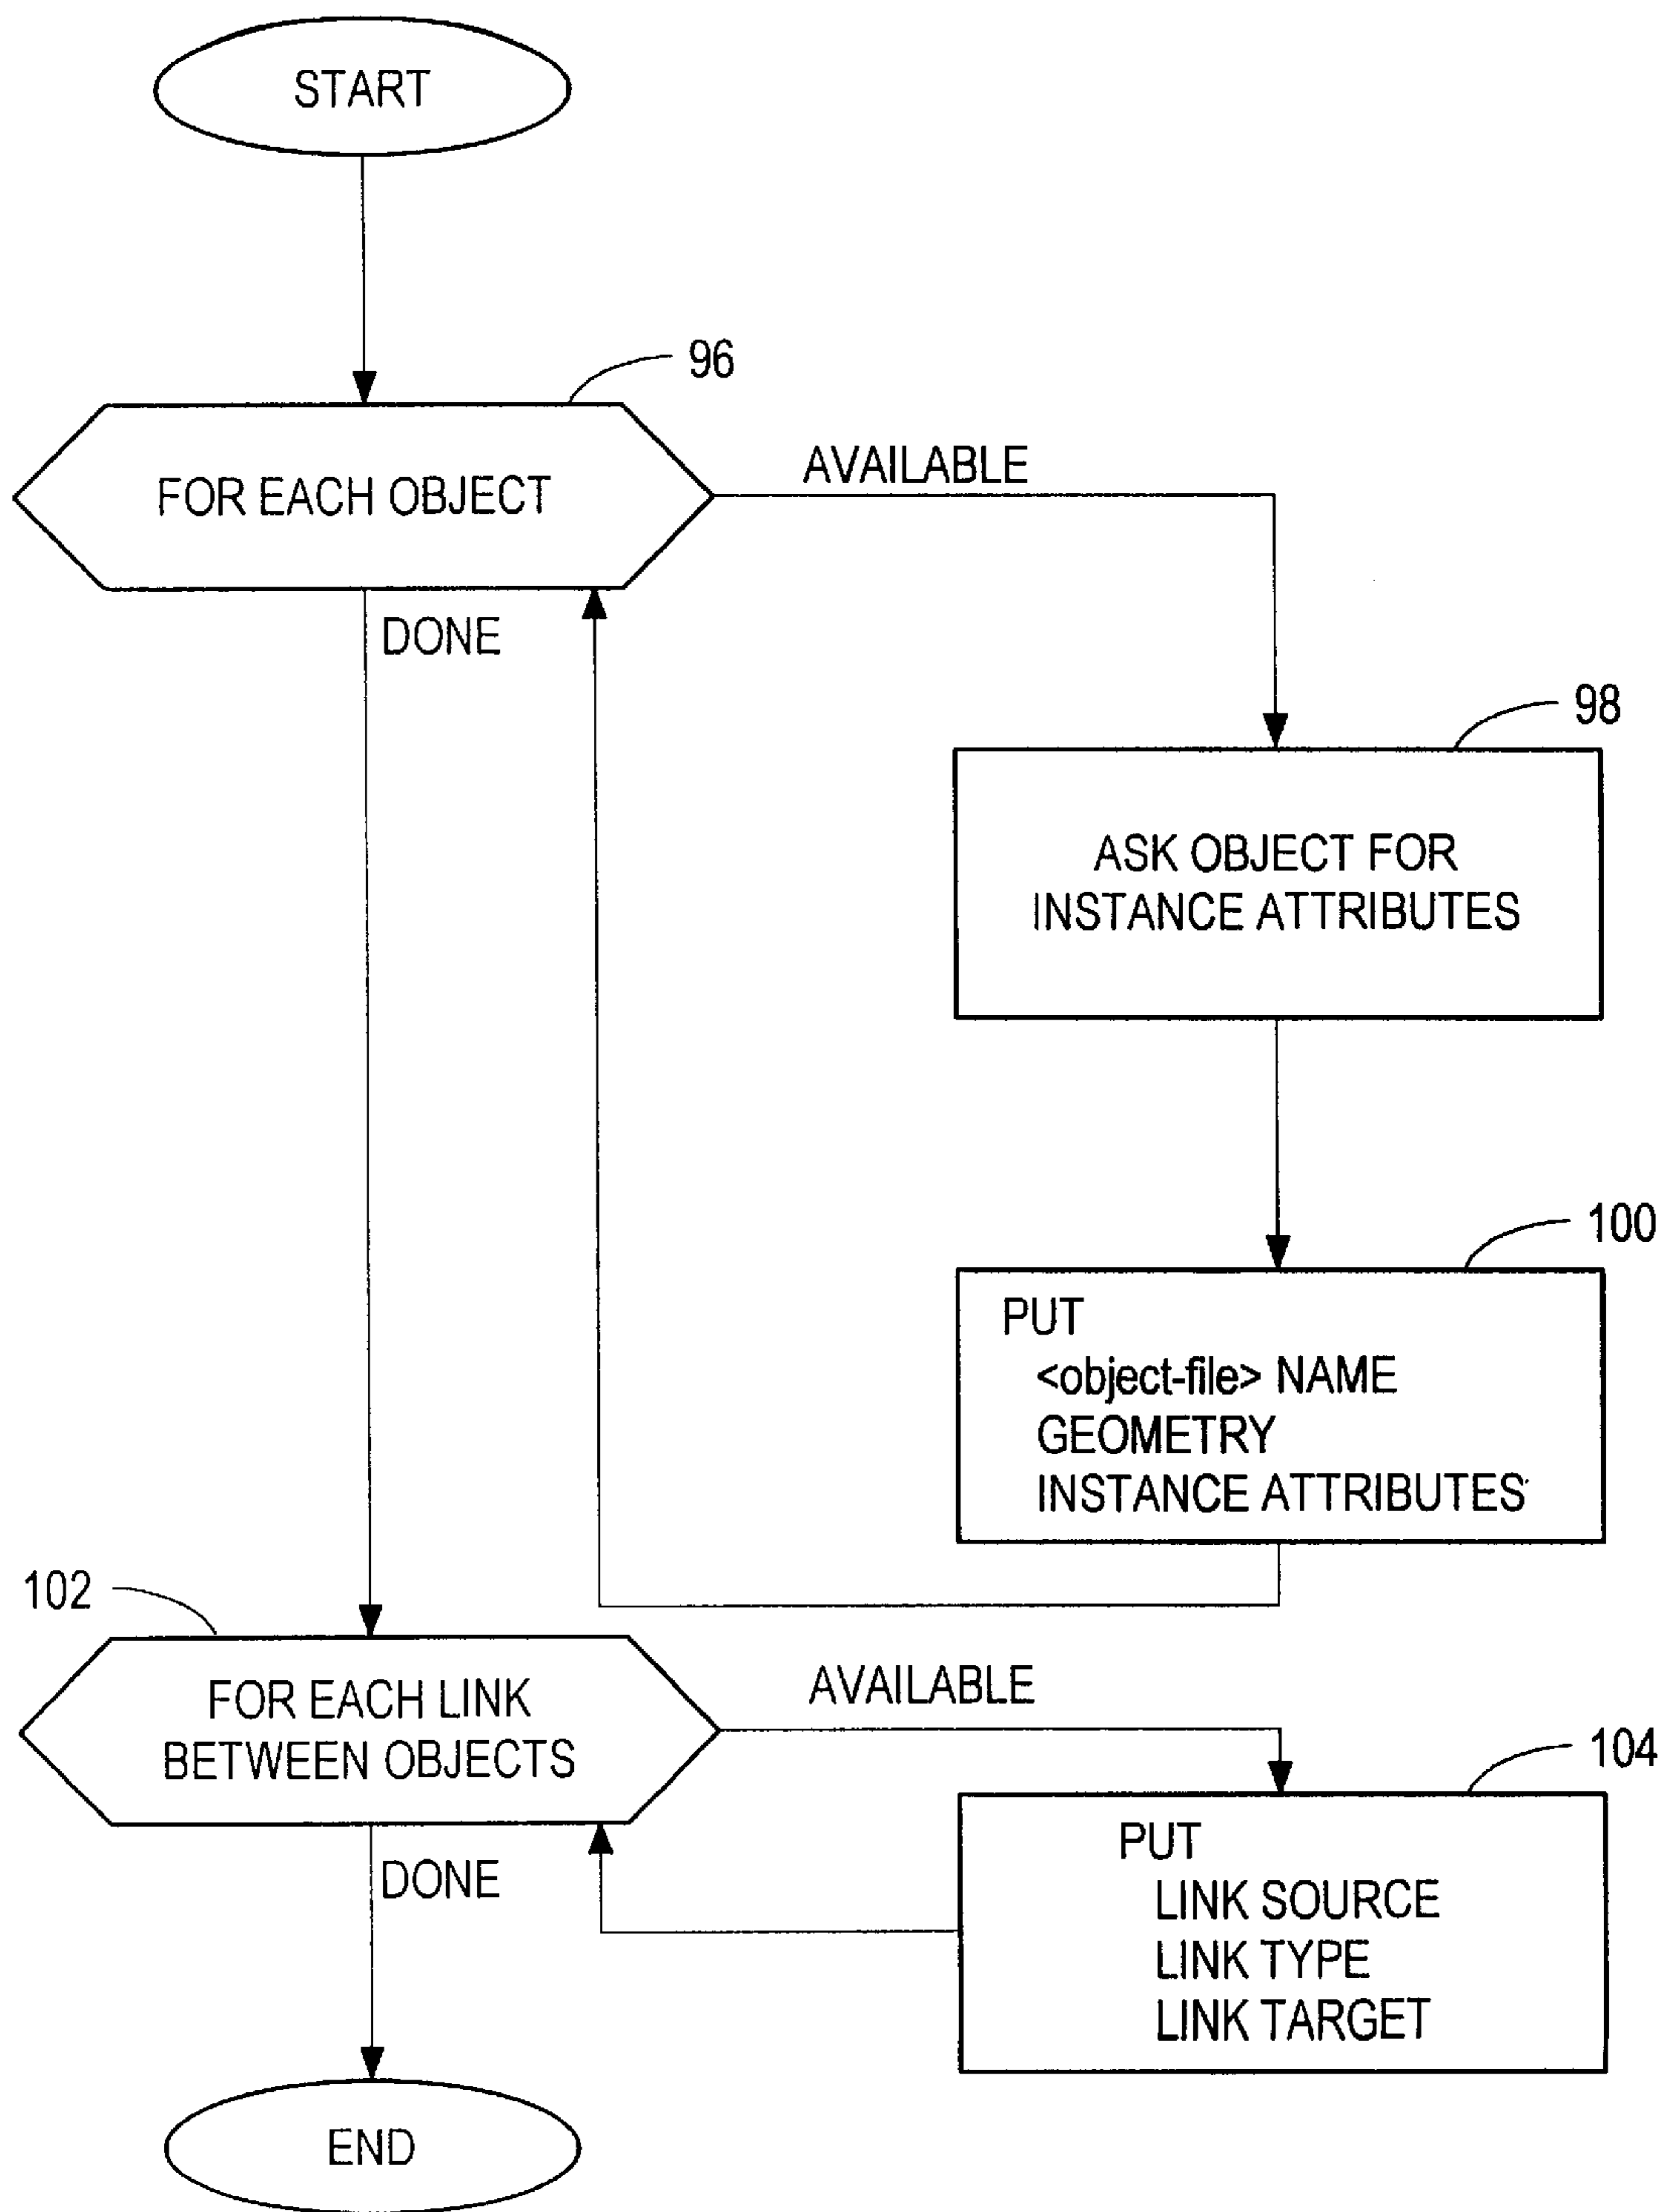 START
96
FOR EACH OBJECT
AVAILABLE
DONE
98
ASK OBJECT FOR
INSTANCE ATTRIBUTES
100
PUT
<object-file> NAME
GEOMETRY
INSTANCE ATTRIBUTES
102
FOR EACH LINK
BETWEEN OBJECTS
AVAILABLE
DONE
104
PUT
LINK SOURCE
LINK TYPE
LINK TARGET
END